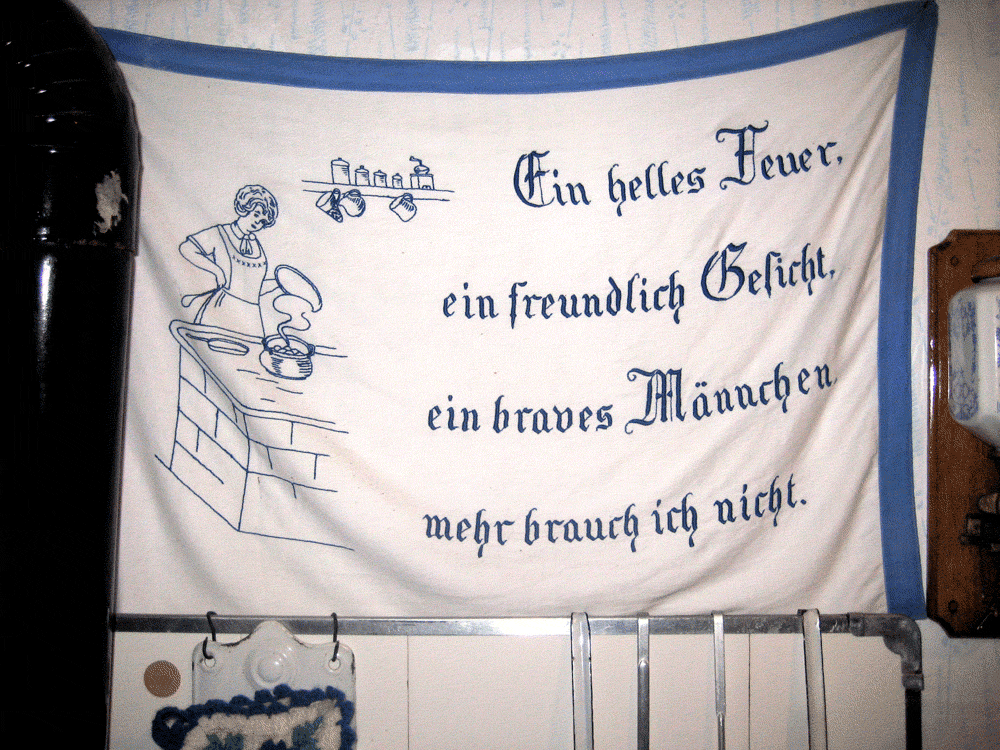 Ein helles Feuer,
ein freundlich Gesicht,
ein braves Männchen,
mehr brauch ich nicht.